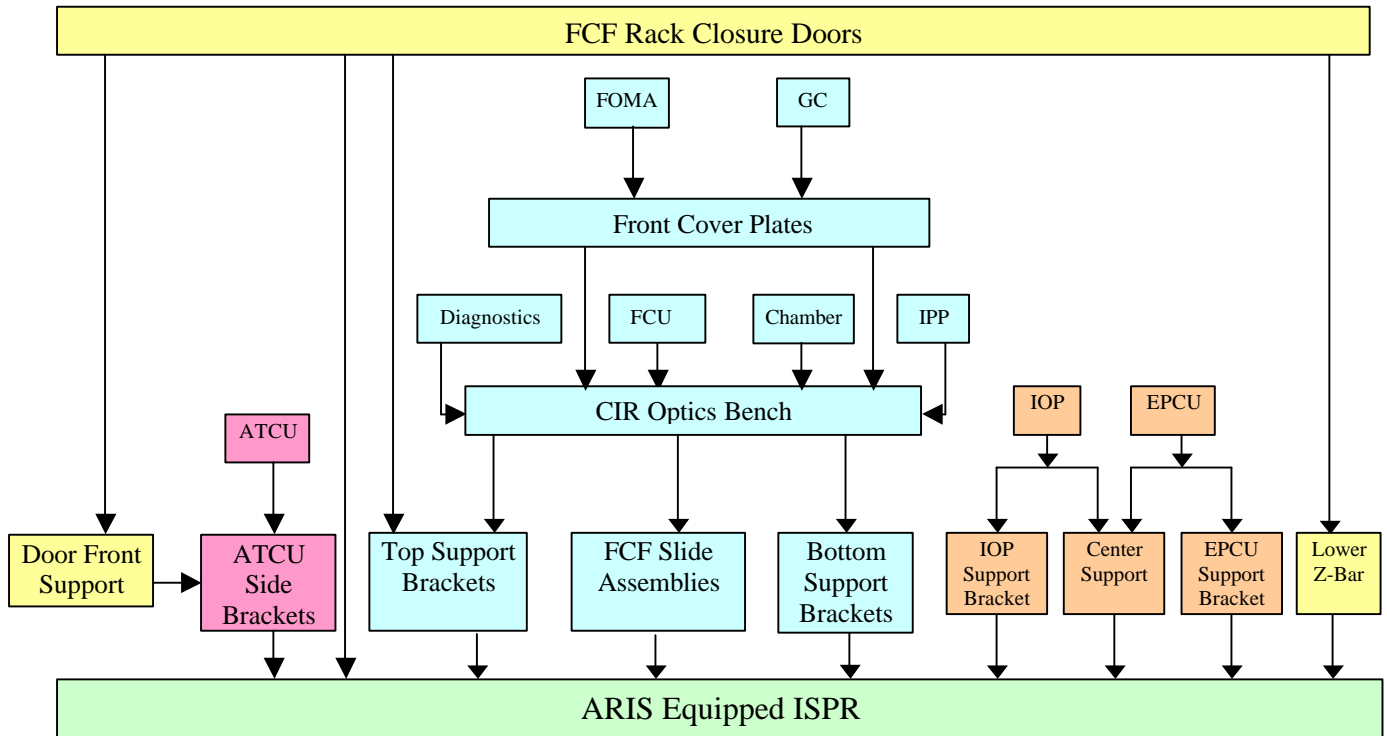 FCF Rack Closure Doors
FOMA
GC
Front Cover Plates
Diagnostics
FCU
Chamber
IPP
CIR Optics Bench
IOP
EPCU
ATCU
Door Front
Support
ATCU
Side
Brackets
Top Support
Brackets
FCF Slide
Assemblies
Bottom
Support
Brackets
IOP
Support
Bracket
Center
Support
EPCU
Support
Bracket
Lower
Z-Bar
ARIS Equipped ISPR